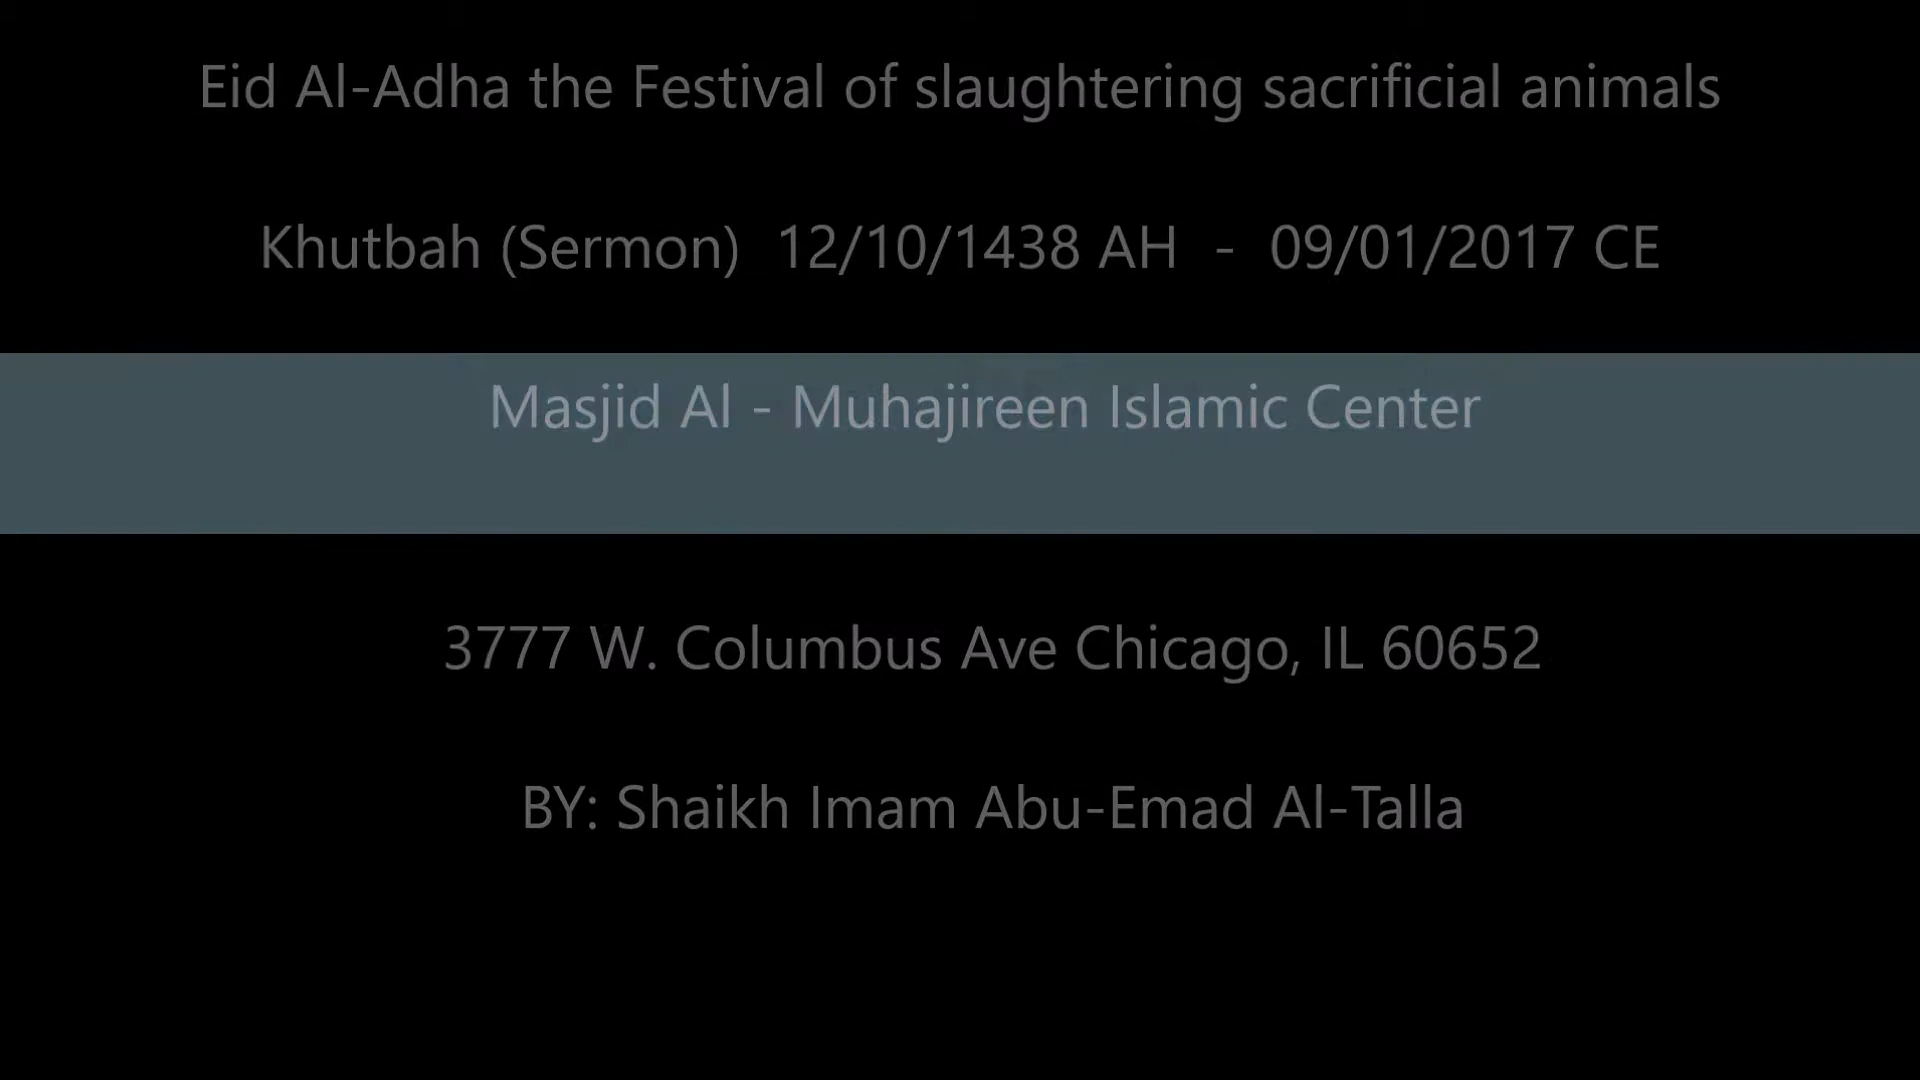 Eid Al-Adha the Festival of slaughtering sacrificial animals
Khutbah (Sermon)  12/10/1438 AH  -  09/01/2017 CE
Masjid Al - Muhajireen Islamic Center
3777 W. Columbus Ave Chicago, IL 60652
BY: Shaikh Imam Abu-Emad Al-Talla